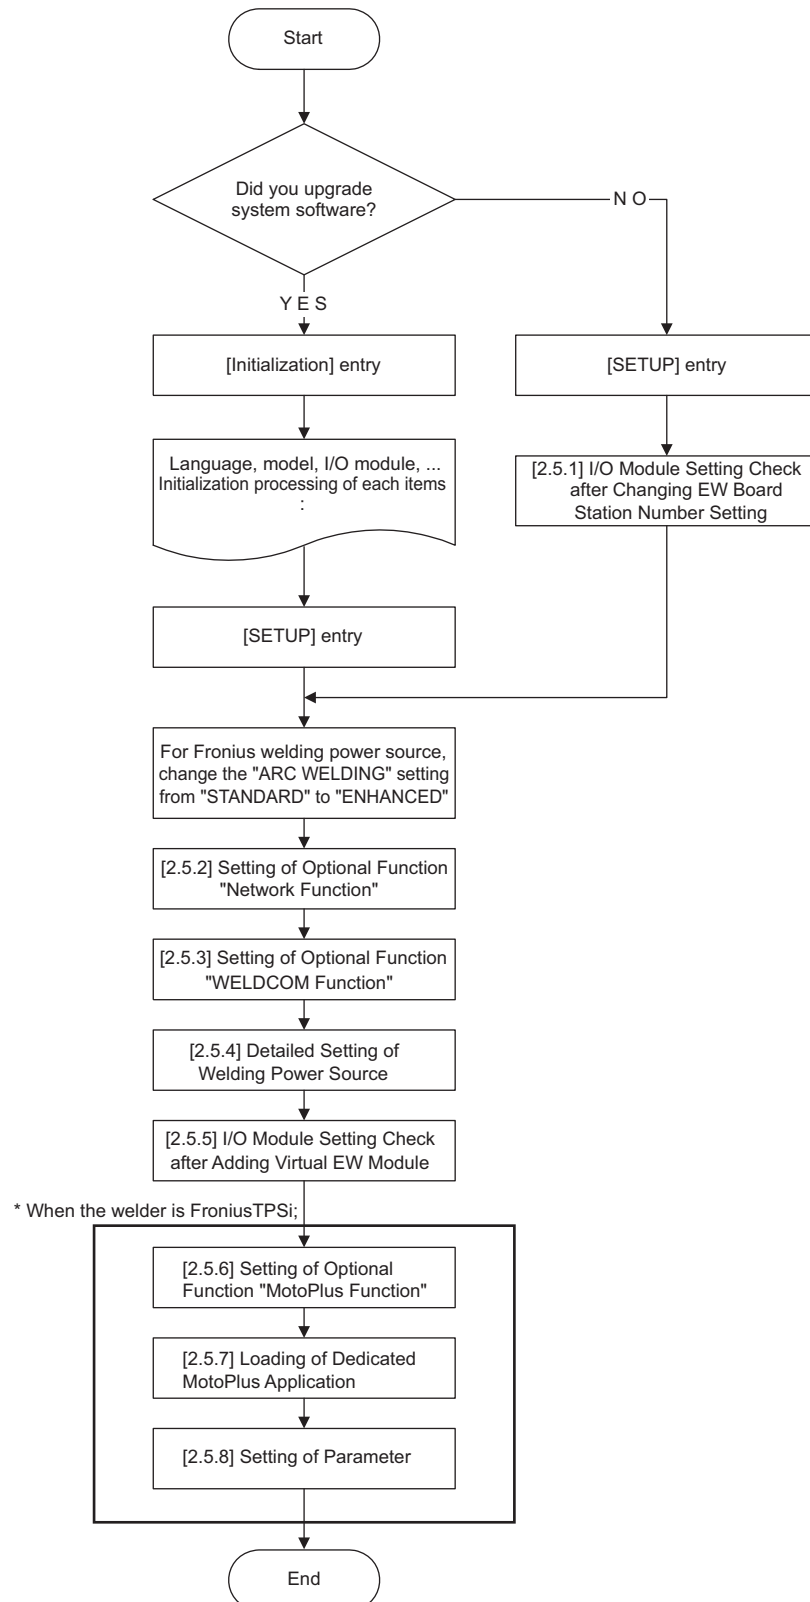 Start
Did you upgrade
system software?
N O
Y E S
[Initialization] entry
[SETUP] entry
Language, model, I/O module, ...
Initialization processing of each items
:
[2.5.1] I/O Module Setting Check
after Changing EW Board
Station Number Setting
[SETUP] entry
For Fronius welding power source,
change the "ARC WELDING" setting
from "STANDARD" to "ENHANCED"
[2.5.2] Setting of Optional Function
"Network Function"
[2.5.3] Setting of Optional Function
"WELDCOM Function"
[2.5.4] Detailed Setting of
Welding Power Source
[2.5.5] I/O Module Setting Check
after Adding Virtual EW Module
* When the welder is FroniusTPSi;
[2.5.6] Setting of Optional
Function "MotoPlus Function"
[2.5.7] Loading of Dedicated
MotoPlus Application
[2.5.8] Setting of Parameter
End